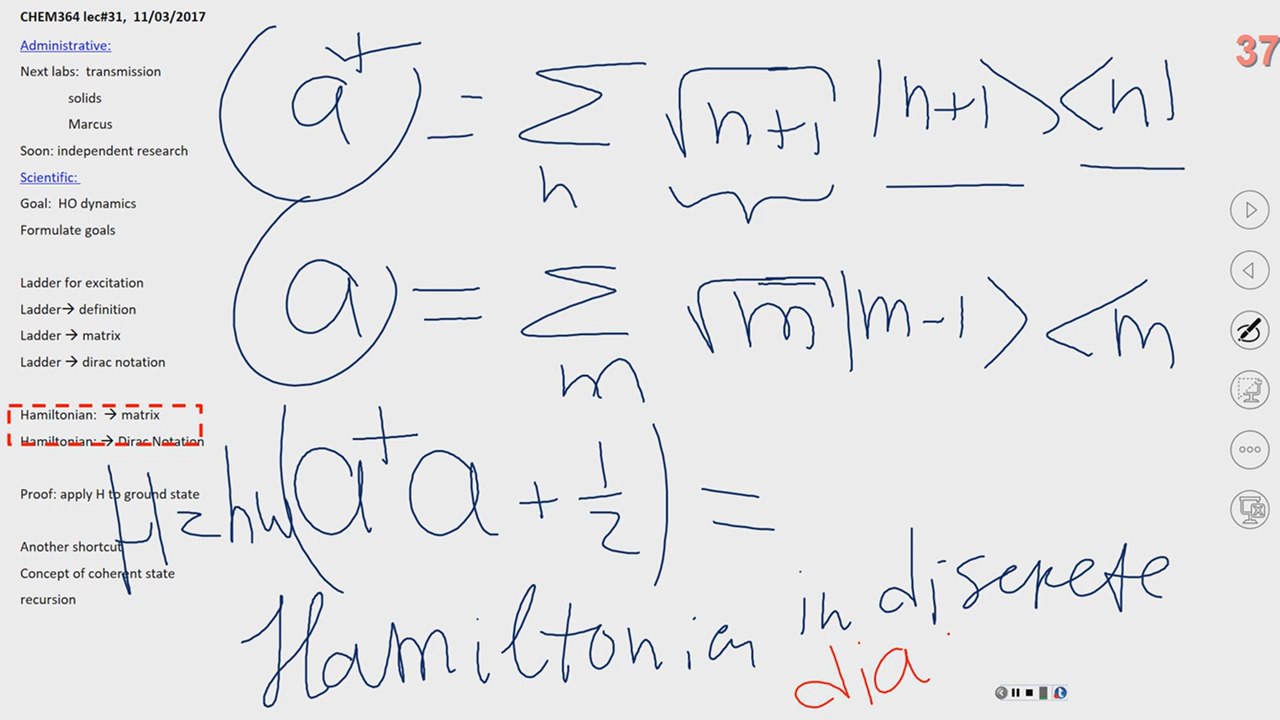 CHEM364 lec#31, 11/03/2017
Administrative:
Next labs: transmission
solids
Marcus
Soon: independent research
Scientific:
Goal: HO dynamics
Formulate goals
Ladder for excitation
Ladder→ definition
Ladder → matrix
Ladder → dirac notation
Hamiltonian: → matrix
Hamiltonian: → Dirac Notation
Proof: apply H to ground state
Another shortcut
Concept of coherent state
recursion
37
a⁺ = Σ_n √(n+1) |n+1> <n|
a = Σ_m √m |m-1> <m
H = hω(a⁺a + 1/2) =
Hamiltonian in discrete
dia